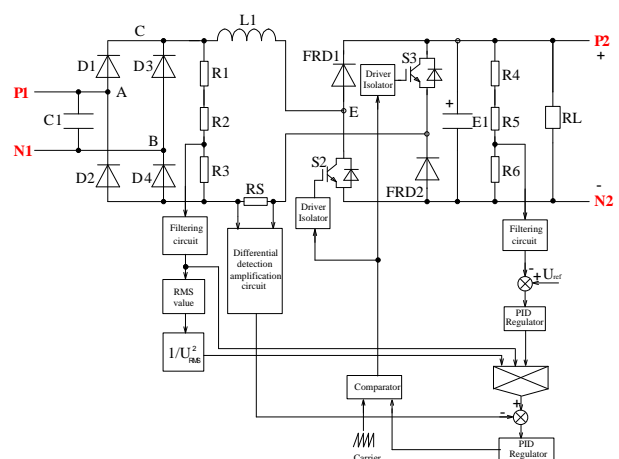 C
L1
P2
+
D1
D3
R1
FRD1
S3
Driver
Isolator
R4
P1
A
C1
R2
E
+
E1
R5
RL
N1
B
R3
S2
R6
D2
D4
RS
FRD2
-
N2
Driver
Isolator
Filtering
circuit
Differential
detection
amplification
circuit
Filtering
circuit
-
+
Uref
RMS
value
PID
Regulator
1/U²RMS
Comparator
+
-
Carrier
PID
Regulator